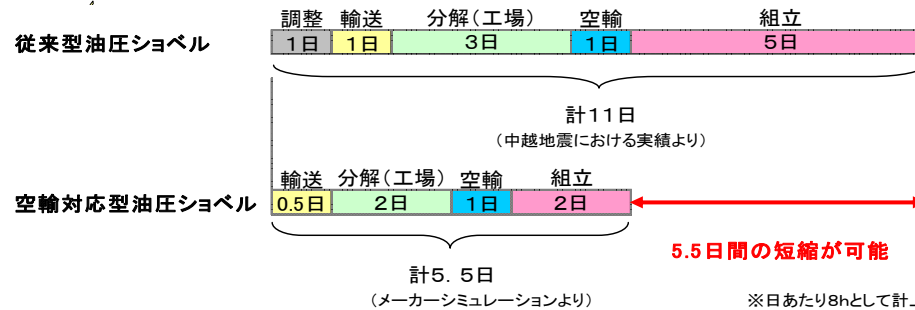 調整 輸送 分解(工場) 空輸 組立
従来型油圧ショベル 1日 1日 3日 1日 5日
計11日
(中越地震における実績より)
輸送 分解(工場) 空輸 組立
空輸対応型油圧ショベル 0.5日 2日 1日 2日
5.5日間の短縮が可能
計5.5日
(メーカーシミュレーションより) ※日あたり8hとして計上